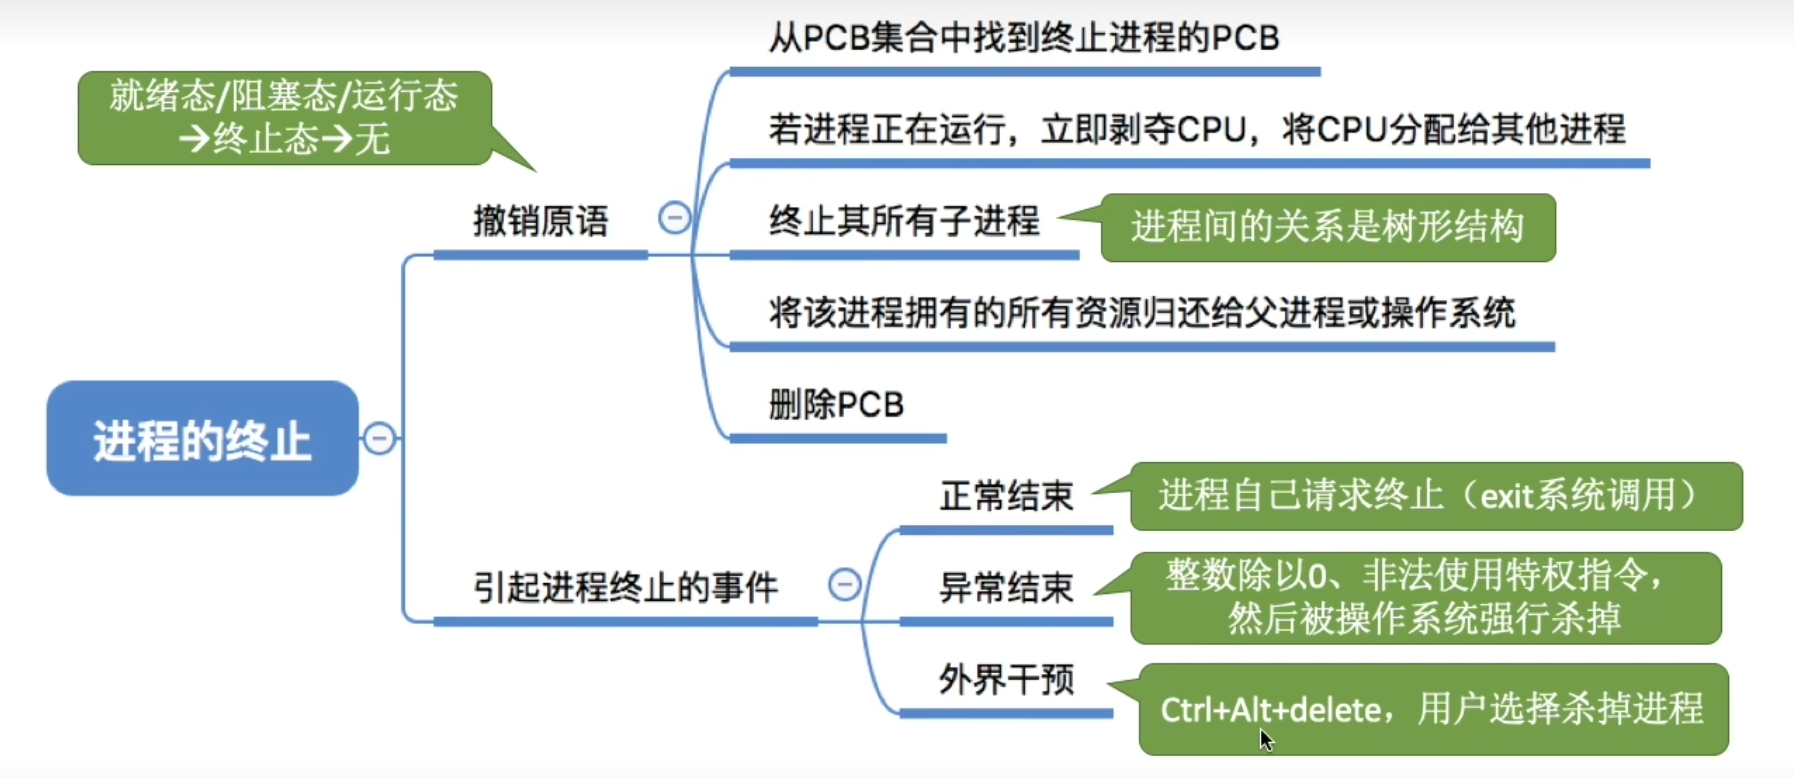 从PCB集合中找到终止进程的PCB
就绪态/阻塞态/运行态
→终止态→无
若进程正在运行，立即剥夺CPU，将CPU分配给其他进程
撤销原语
终止其所有子进程
进程间的关系是树形结构
将该进程拥有的所有资源归还给父进程或操作系统
删除PCB
进程的终止
正常结束
进程自己请求终止（exit系统调用）
引起进程终止的事件
异常结束
整数除以0、非法使用特权指令，
然后被操作系统强行杀掉
外界干预
Ctrl+Alt+delete，用户选择杀掉进程